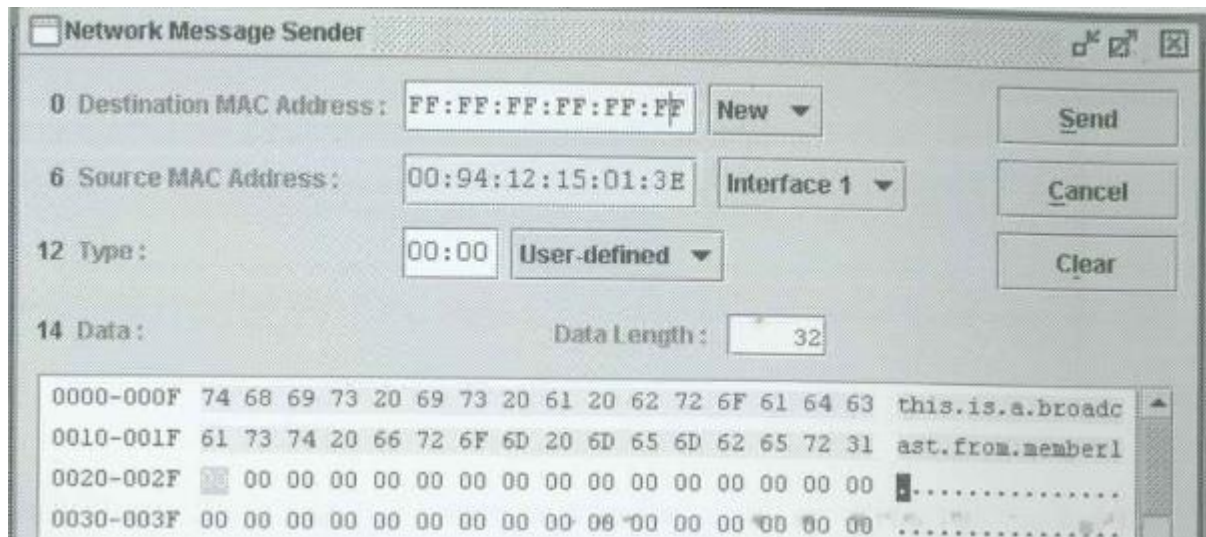 Network Message Sender
0 Destination MAC Address: FF:FF:FF:FF:FF:FF New Send
6 Source MAC Address: 00:94:12:15:01:3E Interface 1 Cancel
12 Type: 00:00 User-defined Clear
14 Data: Data Length: 32
0000-000F 74 68 69 73 20 69 73 20 61 20 62 72 6F 61 64 63 this.is.a.broadc
0010-001F 61 73 74 20 66 72 6F 6D 20 6D 65 6D 62 65 72 31 ast.from.member1
0020-002F 00 00 00 00 00 00 00 00 00 00 00 00 00 00 00 ................
0030-003F 00 00 00 00 00 00 00 00 00 00 00 00 00 00 00 00 ................